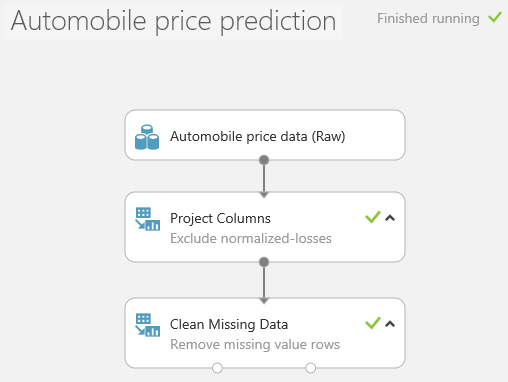 Automobile price prediction
Finished running
Automobile price data (Raw)
Project Columns
Exclude normalized-losses
Clean Missing Data
Remove missing value rows